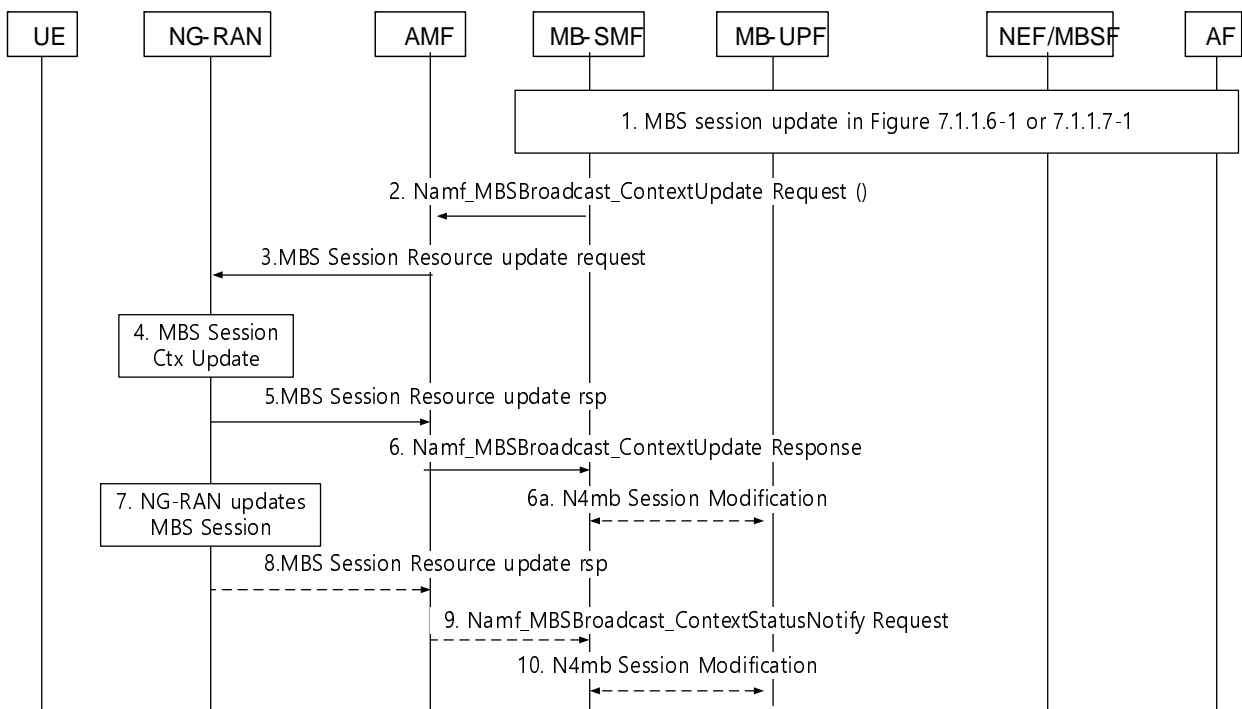 UE
NG-RAN
AMF
MB-SMF
MB-UPF
NEF/MBSF
AF
1. MBS session update in Figure 7.1.1.6-1 or 7.1.1.7-1
2. Namf_MBSBroadcast_ContextUpdate Request ()
3.MBS Session Resource update request
4. MBS Session
Ctx Update
5.MBS Session Resource update rsp
6. Namf_MBSBroadcast_ContextUpdate Response
7. NG-RAN updates
MBS Session
6a. N4mb Session Modification
8.MBS Session Resource update rsp
9. Namf_MBSBroadcast_ContextStatusNotify Request
10. N4mb Session Modification